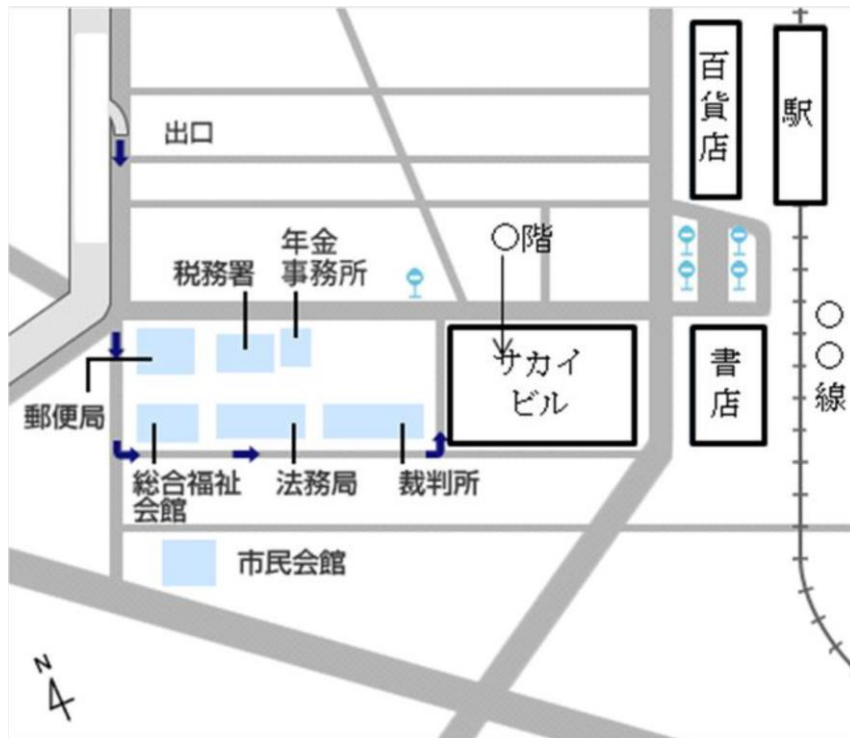 百貨店
駅
出口
○階
年金
事務所
税務署
サカイ
ビル
書店
○○線
郵便局
総合福祉
会館
法務局
裁判所
市民会館
N